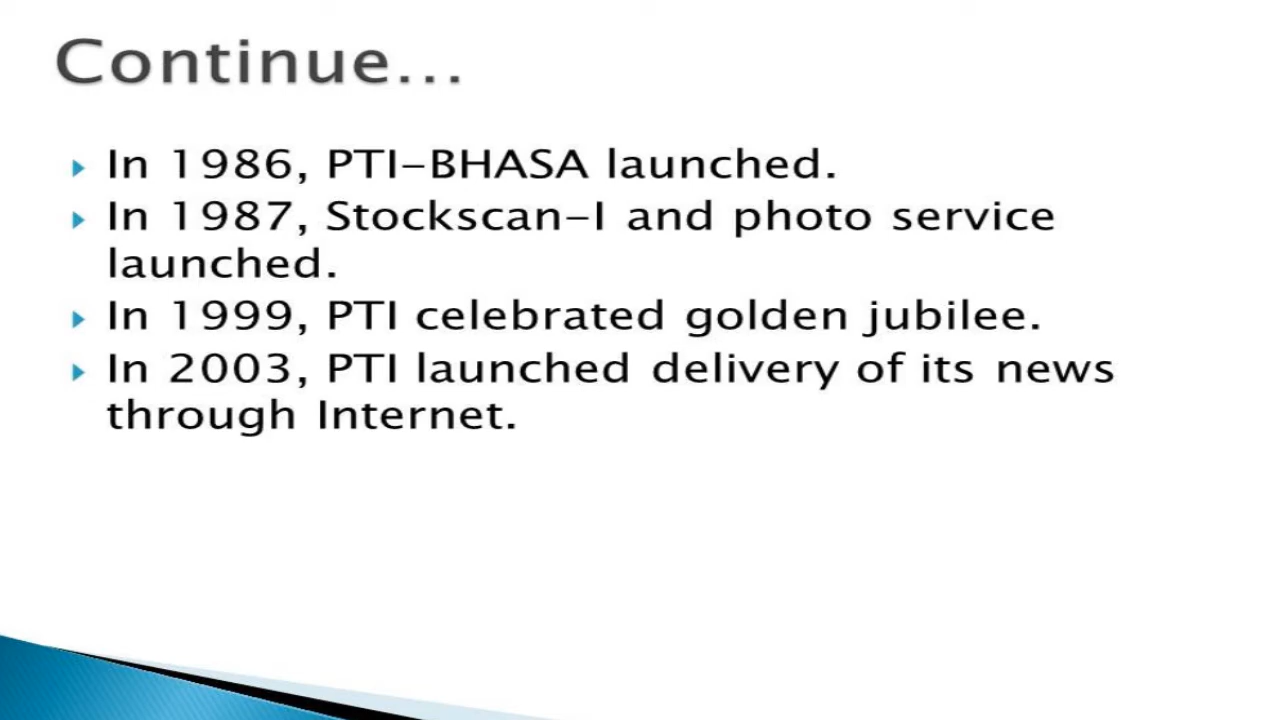 Continue...
In 1986, PTI-BHASA launched.
In 1987, Stockscan-I and photo service
launched.
In 1999, PTI celebrated golden jubilee.
In 2003, PTI launched delivery of its news
through Internet.